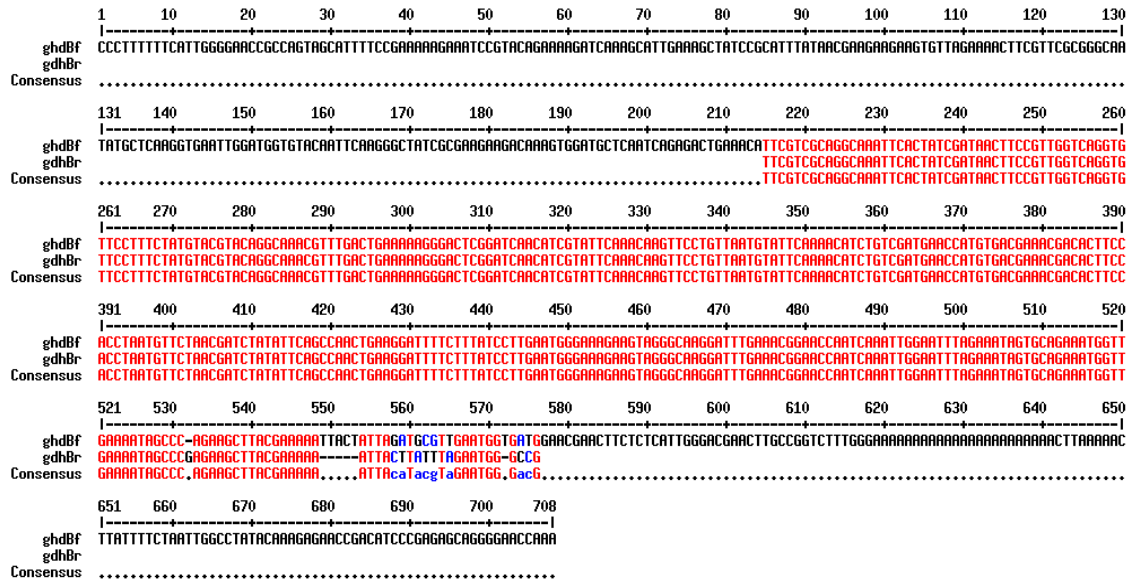 1 10 20 30 40 50 60 70 80 90 100 110 120 130
|--------+---------+---------+---------+---------+---------+---------+---------+---------+---------+---------+---------+---------|
ghdBf CCCTTTTTTCATTGGGGAACCGCCAGTAGCATTTTCCGAAAAAGAAATCCGTACAGAAAAGATCAAAGCATTGAAAGCTATCCGCATTTATAACGAAGAAGAAGTGTTAGAAAACTTCGTTCGCGGGCAA
gdhBr
Consensus ..................................................................................................................................
131 140 150 160 170 180 190 200 210 220 230 240 250 260
|--------+---------+---------+---------+---------+---------+---------+---------+---------+---------+---------+---------+---------|
ghdBf TATGCTCAAGGTGAATTGGATGGTGTACAATTCAAGGGCTATCGCGAAGAAGACAAAGTGGATGCTCAATCAGAGACTGAAACATTCGTCGCAGGCAAATTCACTATCGATAACTTCCGTTGGTCAGGTG
gdhBr TTCGTCGCAGGCAAATTCACTATCGATAACTTCCGTTGGTCAGGTG
Consensus ....................................................................................TTCGTCGCAGGCAAATTCACTATCGATAACTTCCGTTGGTCAGGTG
261 270 280 290 300 310 320 330 340 350 360 370 380 390
|--------+---------+---------+---------+---------+---------+---------+---------+---------+---------+---------+---------+---------|
ghdBf TTCCTTTCTATGTACGTACAGGCAAACGTTTGACTGAAAAAGGGACTCGGATCAACATCGTATTCAAACAAGTTCCTGTTAATGTATTCAAAACATCTGTCGATGAACCATGTGACGAAACGACACTTCC
gdhBr TTCCTTTCTATGTACGTACAGGCAAACGTTTGACTGAAAAAGGGACTCGGATCAACATCGTATTCAAACAAGTTCCTGTTAATGTATTCAAAACATCTGTCGATGAACCATGTGACGAAACGACACTTCC
Consensus TTCCTTTCTATGTACGTACAGGCAAACGTTTGACTGAAAAAGGGACTCGGATCAACATCGTATTCAAACAAGTTCCTGTTAATGTATTCAAAACATCTGTCGATGAACCATGTGACGAAACGACACTTCC
391 400 410 420 430 440 450 460 470 480 490 500 510 520
|--------+---------+---------+---------+---------+---------+---------+---------+---------+---------+---------+---------+---------|
ghdBf ACCTAATGTTCTAACGATCTATATTCAGCCAACTGAAGGATTTTCTTTATCCTTGAATGGGAAAGAAGTAGGGCAAGGATTTGAAACGGAACCAATCAAATTGGAATTTAGAAATAGTGCAGAAATGGTT
gdhBr ACCTAATGTTCTAACGATCTATATTCAGCCAACTGAAGGATTTTCTTTATCCTTGAATGGGAAAGAAGTAGGGCAAGGATTTGAAACGGAACCAATCAAATTGGAATTTAGAAATAGTGCAGAAATGGTT
Consensus ACCTAATGTTCTAACGATCTATATTCAGCCAACTGAAGGATTTTCTTTATCCTTGAATGGGAAAGAAGTAGGGCAAGGATTTGAAACGGAACCAATCAAATTGGAATTTAGAAATAGTGCAGAAATGGTT
521 530 540 550 560 570 580 590 600 610 620 630 640 650
|--------+---------+---------+---------+---------+---------+---------+---------+---------+---------+---------+---------+---------|
ghdBf GAAAATAGCCC-AGAAGCTTACGAAAAATTACTATTAGATGCGTTGAATGGTGATGGAACGAACTTCTCTCATTGGGACGAACTTGCCGGTCTTTGGGAAAAAAAAAAAAAAAAAAAAAAAACTTAAAAAC
gdhBr GAAAATAGCCCGAGAAGCTTACGAAAAA-----ATTACTTATTTAGAATGG-GCCG
Consensus GAAAATAGCCC.AGAAGCTTACGAAAAA.....ATTAcaTacgTaGAATGG.GacG..........................................................................
651 660 670 680 690 700 708
|--------+---------+---------+---------+---------+-------|
ghdBf TTATTTTCTAATTGGCCTATACAAAGAGAACCGACATCCCGAGAGCAGGGGAACCAAA
gdhBr
Consensus ..........................................................